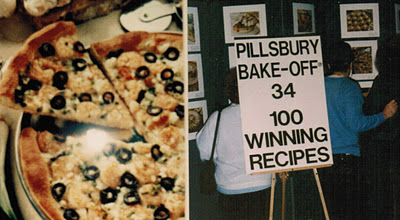 PILLSBURY
BAKE-OFF®
34
100
WINNING
RECIPES